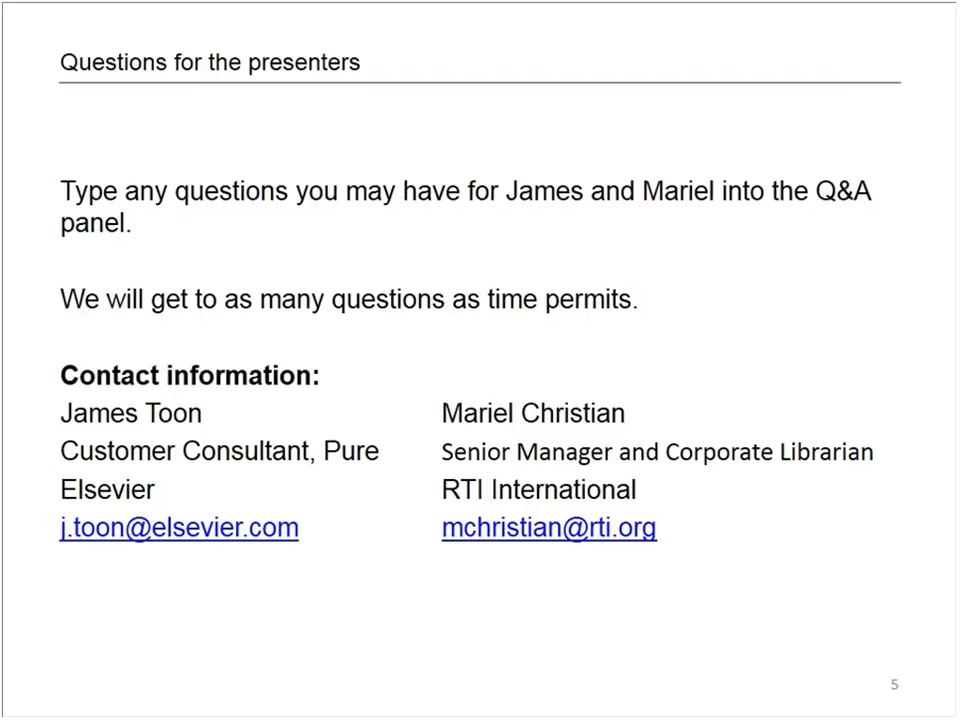 Questions for the presenters
Type any questions you may have for James and Mariel into the Q&A
panel.
We will get to as many questions as time permits.
Contact information:
James Toon
Mariel Christian
Customer Consultant, Pure
Senior Manager and Corporate Librarian
Elsevier
RTI International
j.toon@elsevier.com
mchristian@rti.org
5